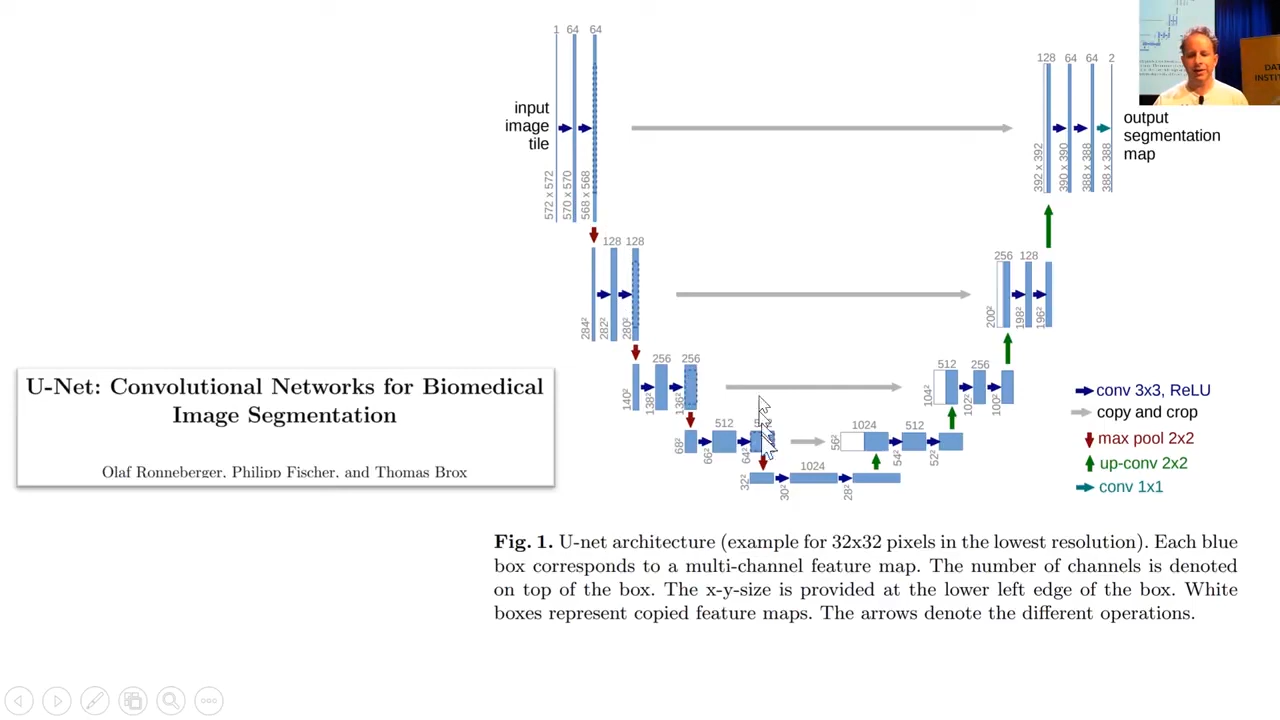 1 64 64
input
image
tile
572 x 572
570 x 570
568 x 568
128 64 64 2
output
segmentation
map
392 x 392
390 x 390
388 x 388
388 x 388
DAT
INSTIT
128 128
284²
282²
280²
256 128
200²
198²
196²
256 256
140²
138²
136²
512 256
104²
102²
100²
512
68²
66²
64²
1024 512
56²
54²
52²
1024
32²
30²
28²
conv 3x3, ReLU
copy and crop
max pool 2x2
up-conv 2x2
conv 1x1
U-Net: Convolutional Networks for Biomedical
Image Segmentation
Olaf Ronneberger, Philipp Fischer, and Thomas Brox
Fig. 1. U-net architecture (example for 32x32 pixels in the lowest resolution). Each blue
box corresponds to a multi-channel feature map. The number of channels is denoted
on top of the box. The x-y-size is provided at the lower left edge of the box. White
boxes represent copied feature maps. The arrows denote the different operations.